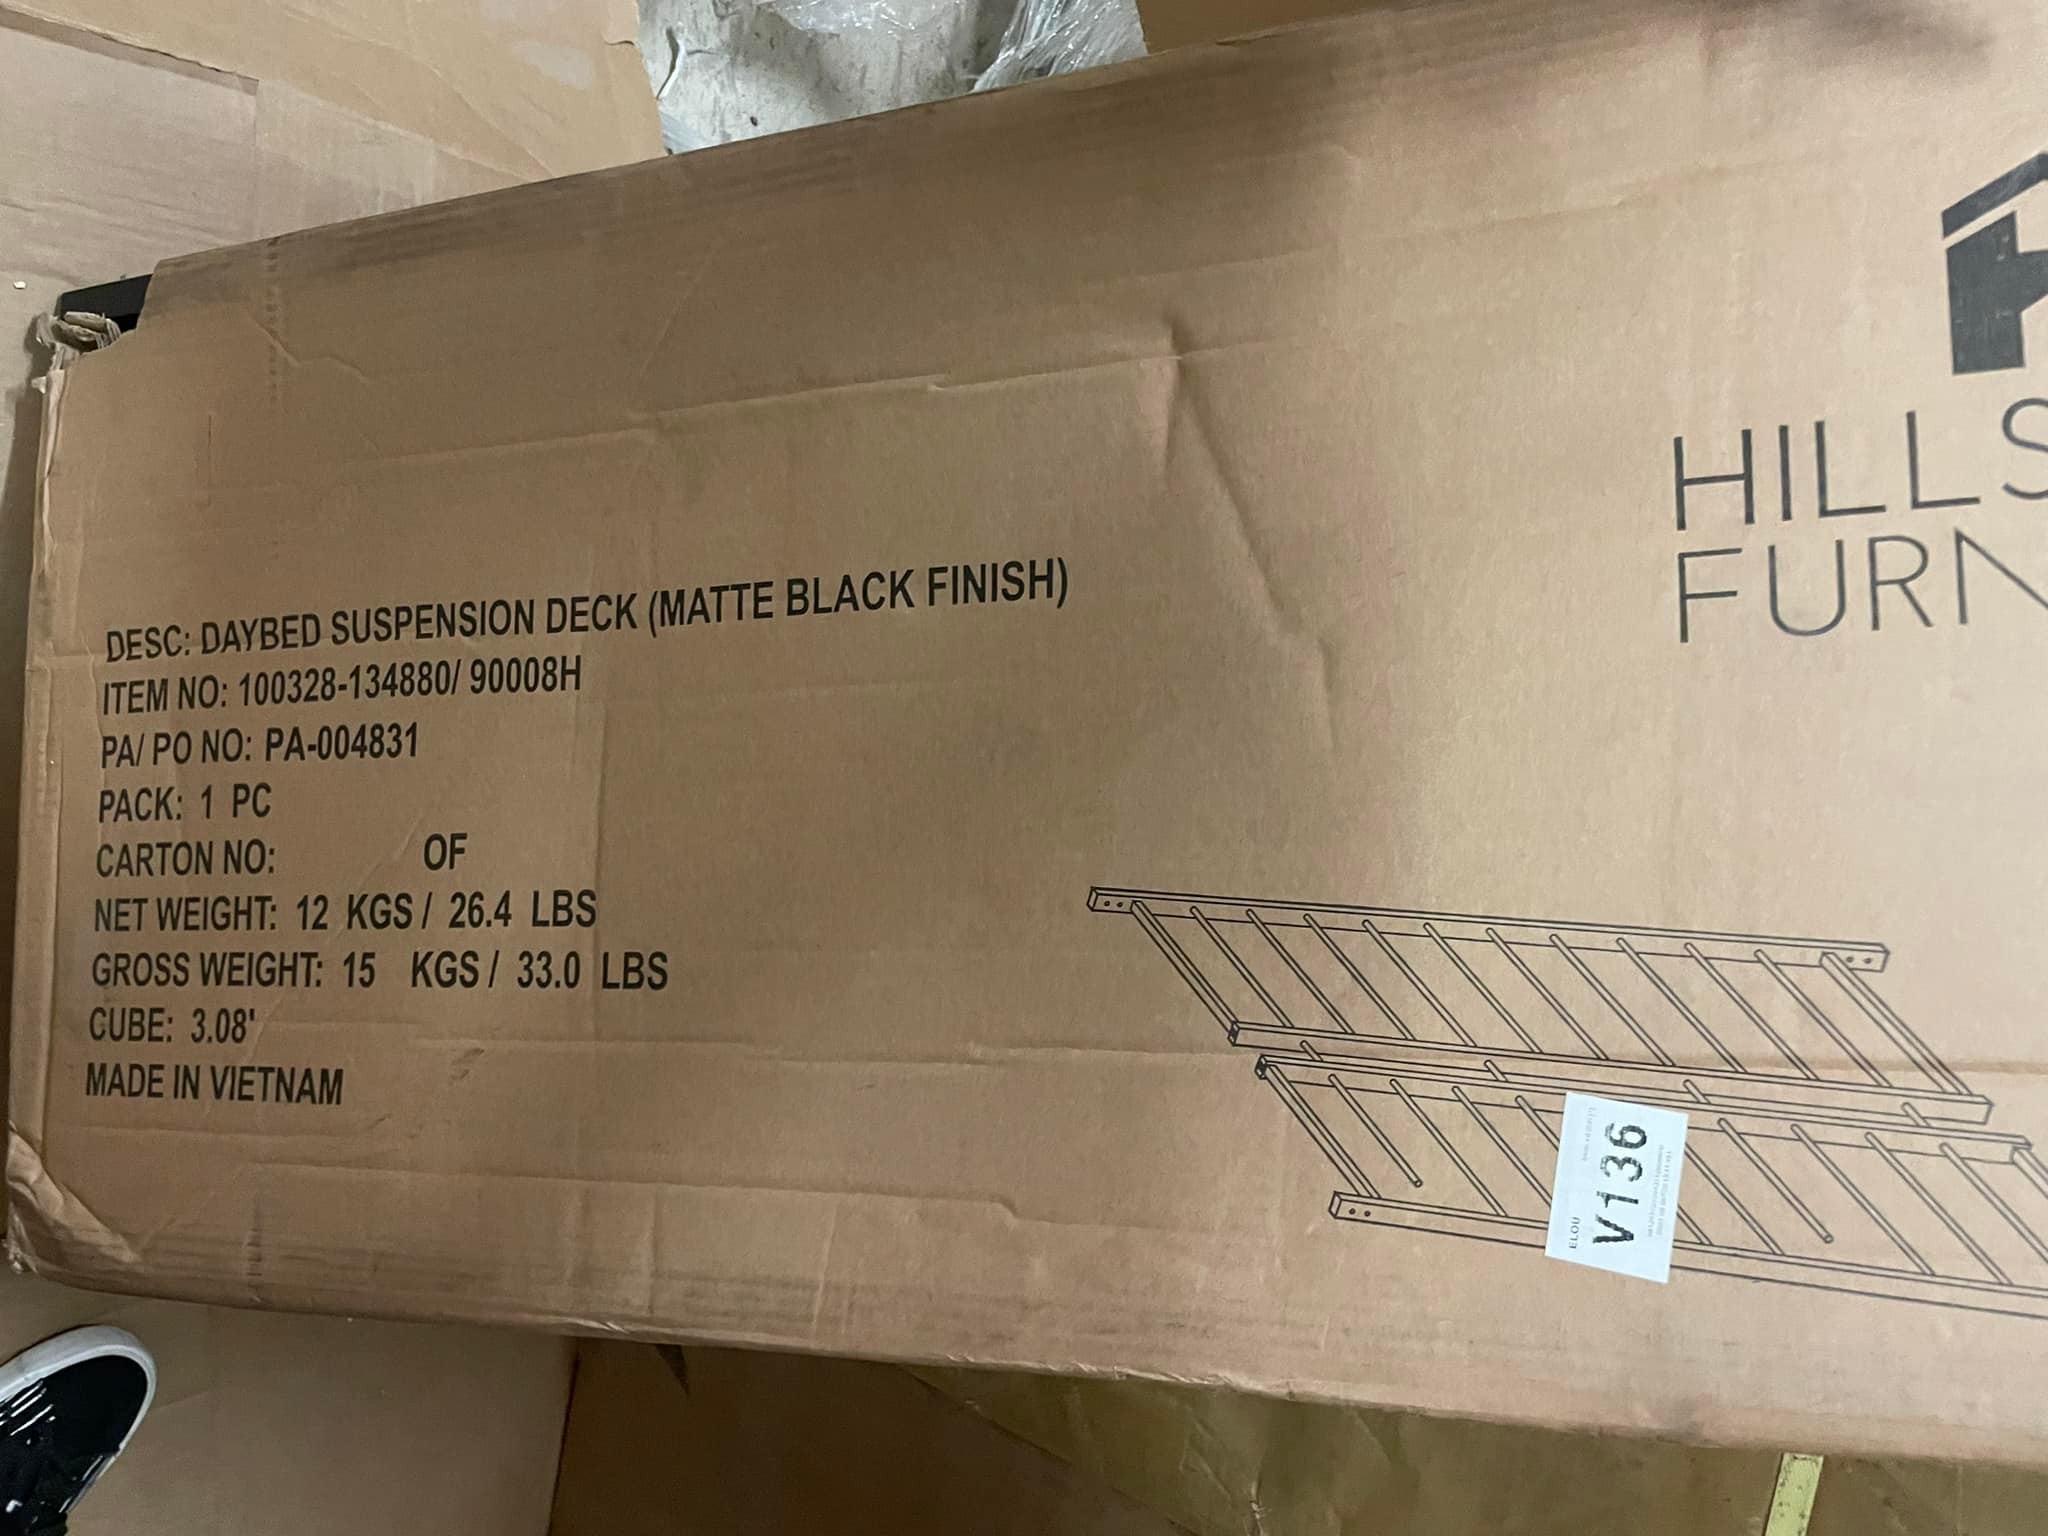 HILLS
FURN
DESC: DAYBED SUSPENSION DECK (MATTE BLACK FINISH)
ITEM NO: 100328-134880/ 90008H
PA/ PO NO: PA-004831
PACK: 1 PC
CARTON NO: OF
NET WEIGHT: 12 KGS / 26.4 LBS
GROSS WEIGHT: 15 KGS / 33.0 LBS
CUBE: 3.08'
MADE IN VIETNAM
ELOU
V136